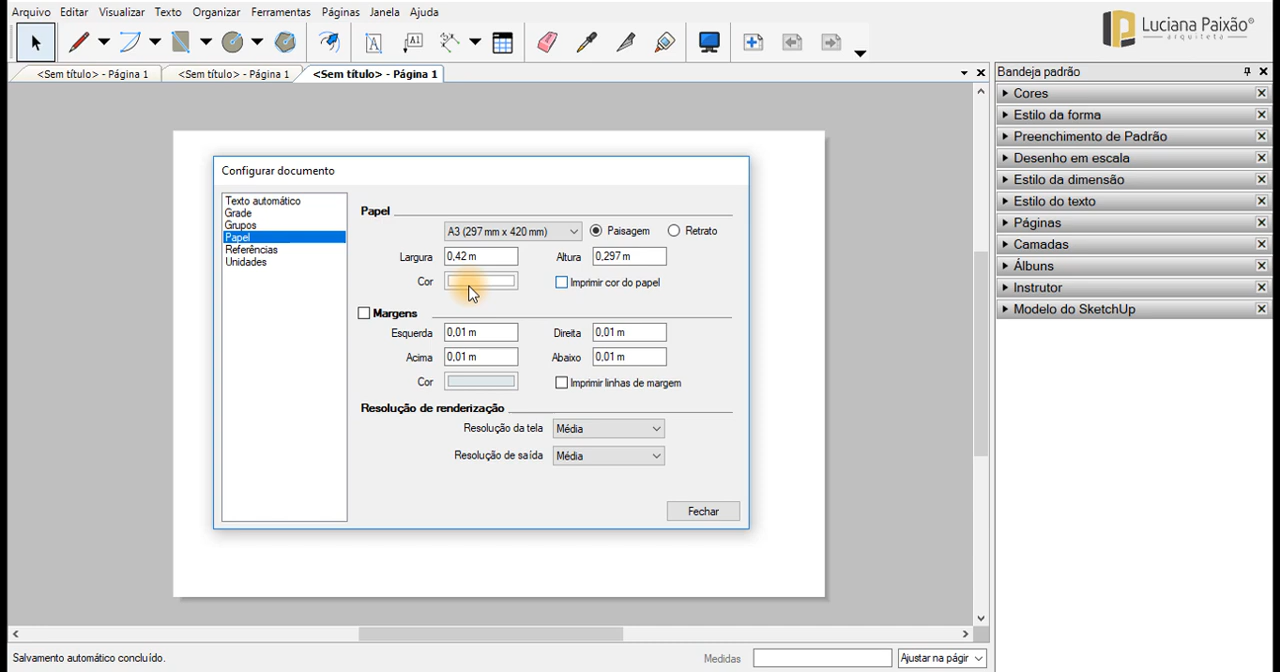 Arquivo Editar Visualizar Texto Organizar Ferramentas Páginas Janela Ajuda
Luciana Paixão®
arquiteta
A
A1
<Sem título> - Página 1
<Sem título> - Página 1
<Sem título> - Página 1
Bandeja padrão
Cores
Estilo da forma
Preenchimento de Padrão
Desenho em escala
Estilo da dimensão
Estilo do texto
Páginas
Camadas
Álbuns
Instrutor
Modelo do SketchUp
Configurar documento
Texto automático
Grade
Grupos
Papel
Referências
Unidades
Papel
A3 (297 mm x 420 mm) Paisagem Retrato
Largura 0,42 m Altura 0,297 m
Cor Imprimir cor do papel
Margens
Esquerda 0,01 m Direita 0,01 m
Acima 0,01 m Abaixo 0,01 m
Cor Imprimir linhas de margem
Resolução de renderização
Resolução da tela Média
Resolução de saída Média
Fechar
Salvamento automático concluído.
Medidas
Ajustar na págir